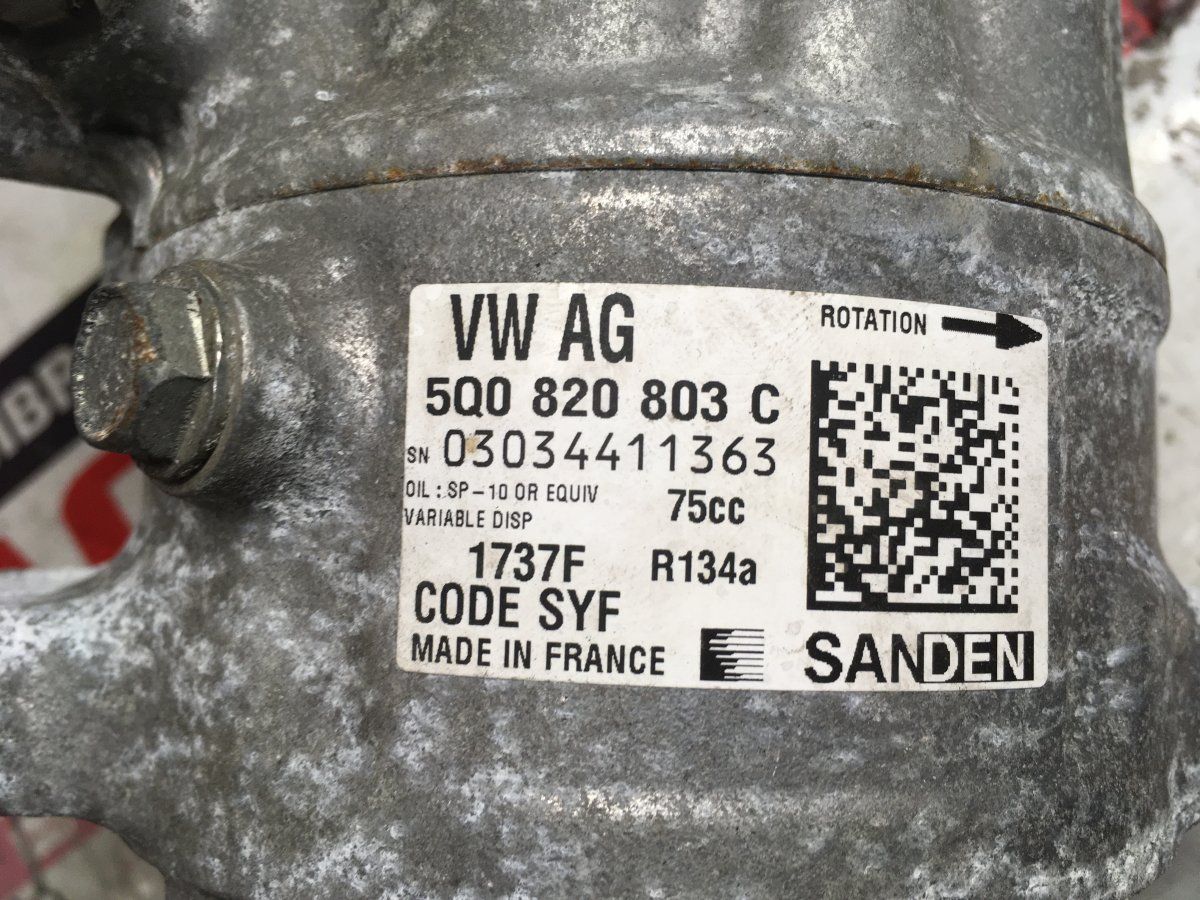 VW AG
ROTATION
5Q0 820 803 C
SN 03034411363
OIL : SP-10 OR EQUIV 75cc
VARIABLE DISP
1737F R134a
CODE SYF
MADE IN FRANCE
SANDEN